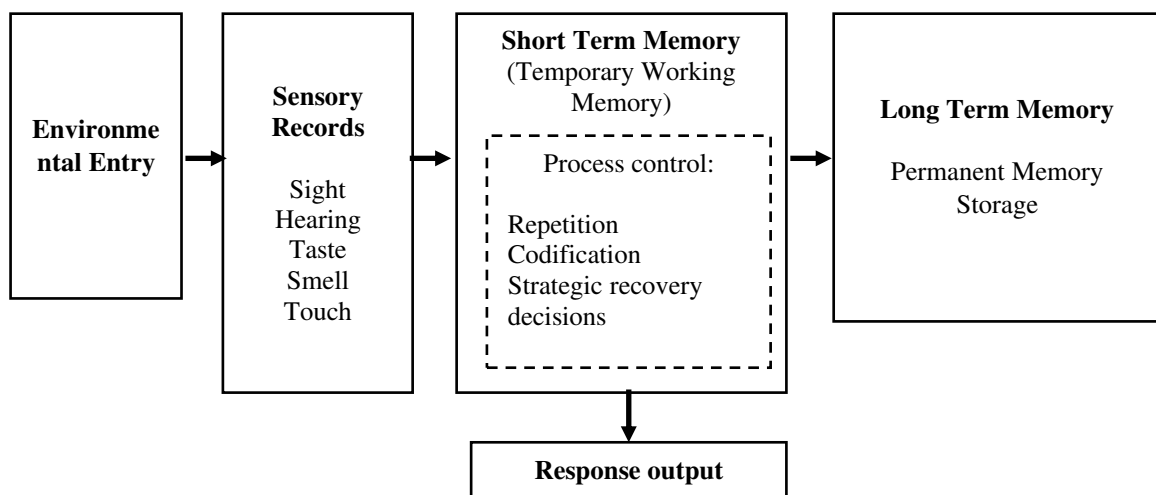 Environme
ntal Entry
Sensory
Records
Sight
Hearing
Taste
Smell
Touch
Short Term Memory
(Temporary Working
Memory)
Process control:
Repetition
Codification
Strategic recovery
decisions
Long Term Memory
Permanent Memory
Storage
Response output